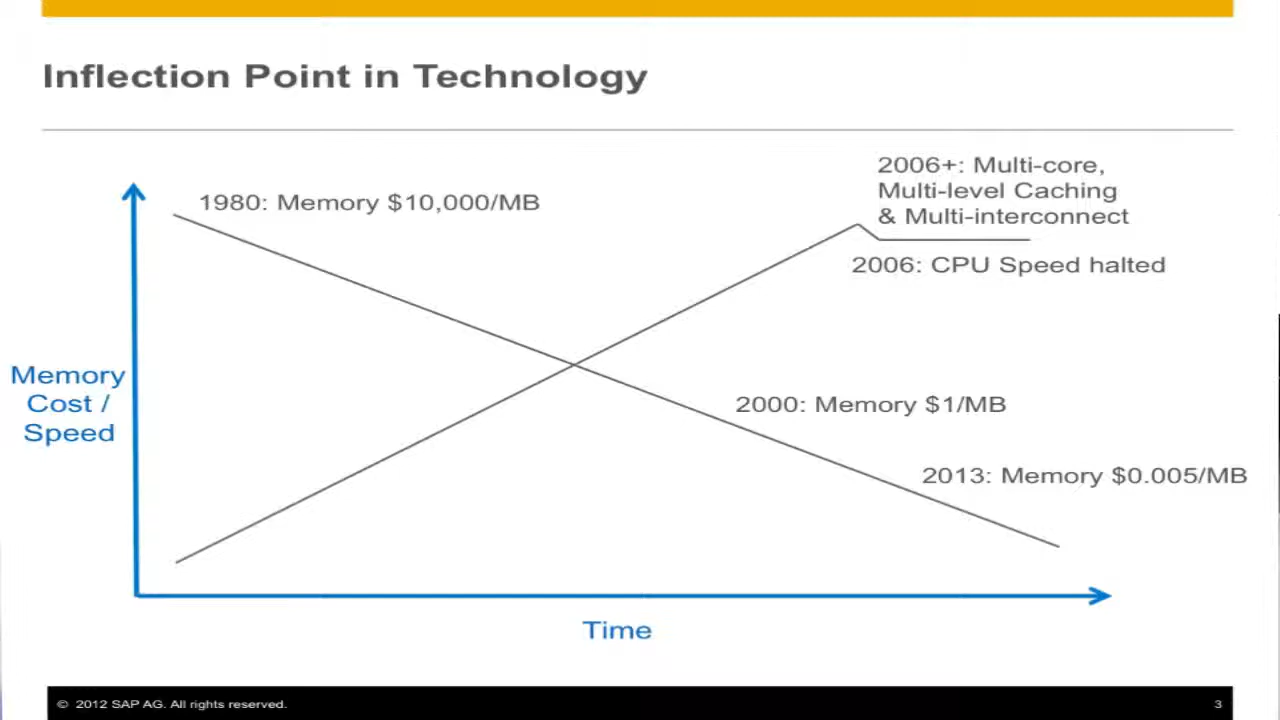 Inflection Point in Technology
2006+: Multi-core,
Multi-level Caching
& Multi-interconnect
1980: Memory $10,000/MB
2006: CPU Speed halted
Memory
Cost /
Speed
2000: Memory $1/MB
2013: Memory $0.005/MB
Time
© 2012 SAP AG. All rights reserved.
3